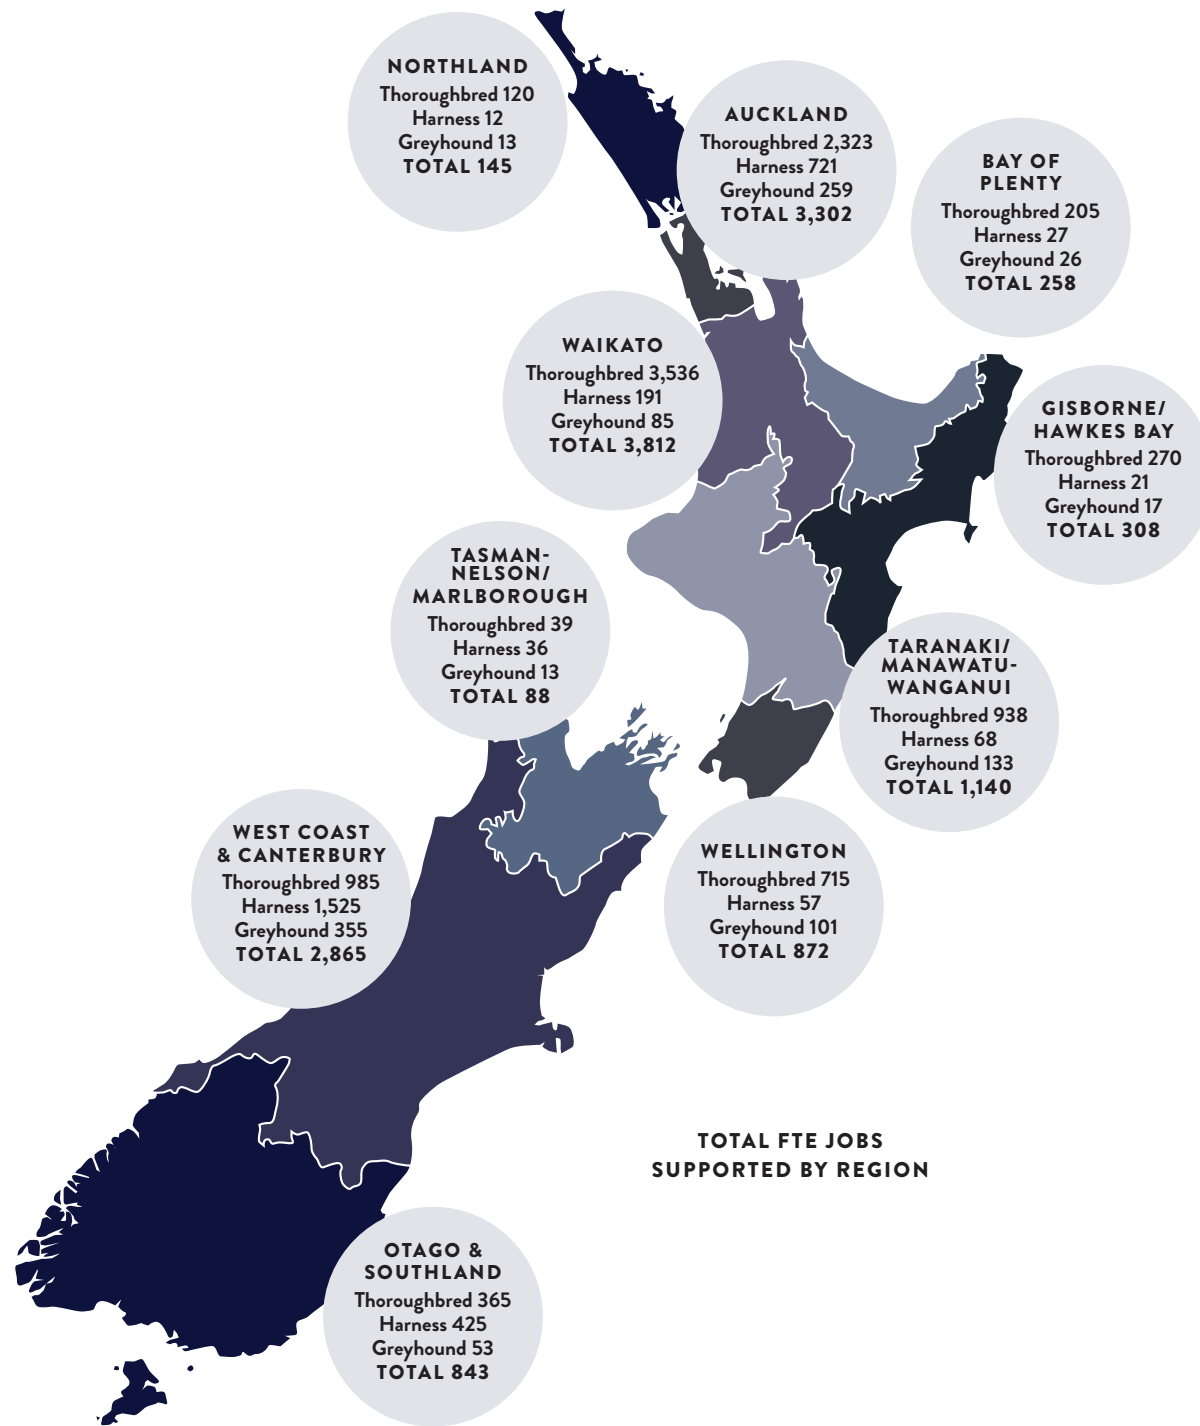 NORTHLAND
Thoroughbred 120
Harness 12
Greyhound 13
TOTAL 145
AUCKLAND
Thoroughbred 2,323
Harness 721
Greyhound 259
TOTAL 3,302
BAY OF
PLENTY
Thoroughbred 205
Harness 27
Greyhound 26
TOTAL 258
WAIKATO
Thoroughbred 3,536
Harness 191
Greyhound 85
TOTAL 3,812
GISBORNE/
HAWKES BAY
Thoroughbred 270
Harness 21
Greyhound 17
TOTAL 308
TASMAN-
NELSON/
MARLBOROUGH
Thoroughbred 39
Harness 36
Greyhound 13
TOTAL 88
TARANAKI/
MANAWATU-
WANGANUI
Thoroughbred 938
Harness 68
Greyhound 133
TOTAL 1,140
WEST COAST
& CANTERBURY
Thoroughbred 985
Harness 1,525
Greyhound 355
TOTAL 2,865
WELLINGTON
Thoroughbred 715
Harness 57
Greyhound 101
TOTAL 872
TOTAL FTE JOBS
SUPPORTED BY REGION
OTAGO &
SOUTHLAND
Thoroughbred 365
Harness 425
Greyhound 53
TOTAL 843